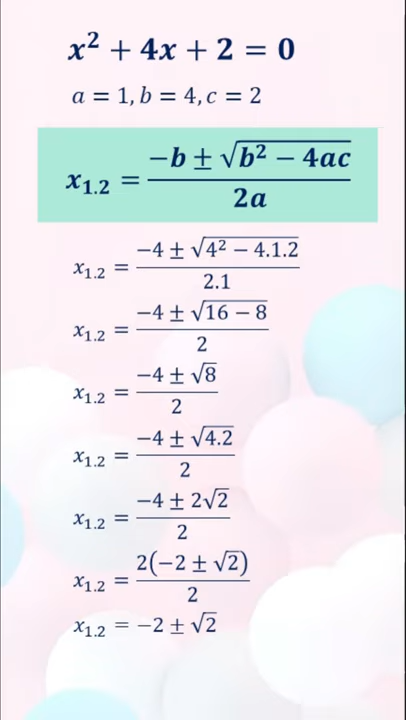 x² + 4x + 2 = 0
a = 1, b = 4, c = 2
x₁.₂ = (−b ± √(b² − 4ac)) / 2a
x₁.₂ = (−4 ± √(4² − 4.1.2)) / 2.1
x₁.₂ = (−4 ± √(16 − 8)) / 2
x₁.₂ = (−4 ± √8) / 2
x₁.₂ = (−4 ± √4.2) / 2
x₁.₂ = (−4 ± 2√2) / 2
x₁.₂ = 2(−2 ± √2) / 2
x₁.₂ = −2 ± √2